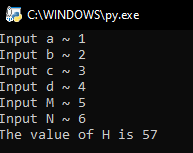 C:\WINDOWS\py.exe
Input a ~ 1
Input b ~ 2
Input c ~ 3
Input d ~ 4
Input M ~ 5
Input N ~ 6
The value of H is 57